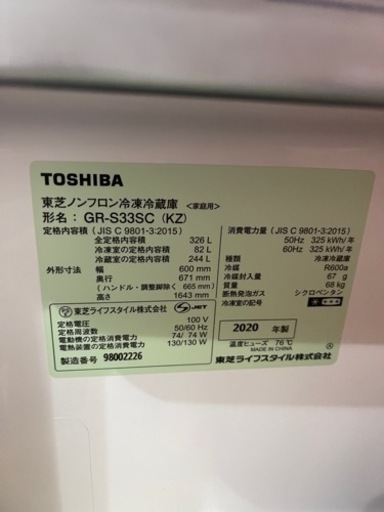 TOSHIBA
東芝ノンフロン冷凍冷蔵庫 <家庭用>
形名: GR-S33SC (KZ)
定格内容積 (JIS C 9801-3:2015)
全定格内容積 326 L
冷凍室の定格内容積 82 L
冷蔵室の定格内容積 244 L
外形寸法 幅 600 mm
奥行 671 mm
(ハンドル・調整脚除く 665 mm)
高さ 1643 mm
東芝ライフスタイル株式会社
S JET
定格電圧 100 V
定格周波数 50/60 Hz
電動機の定格消費電力 74/ 74 W
電熱装置の定格消費電力 130/130 W
製造番号 98002226
消費電力量 (JIS C 9801-3:2015)
50Hz 325 kWh/年
60Hz 325 kWh/年
種類 冷凍冷蔵庫
冷媒 R600a
冷媒封入量 67 g
質量 68 kg
断熱発泡ガス シクロペンタン
冷凍室の記号
2020 年製
温度ヒューズ 76℃
MADE IN CHINA
東芝ライフスタイル株式会社